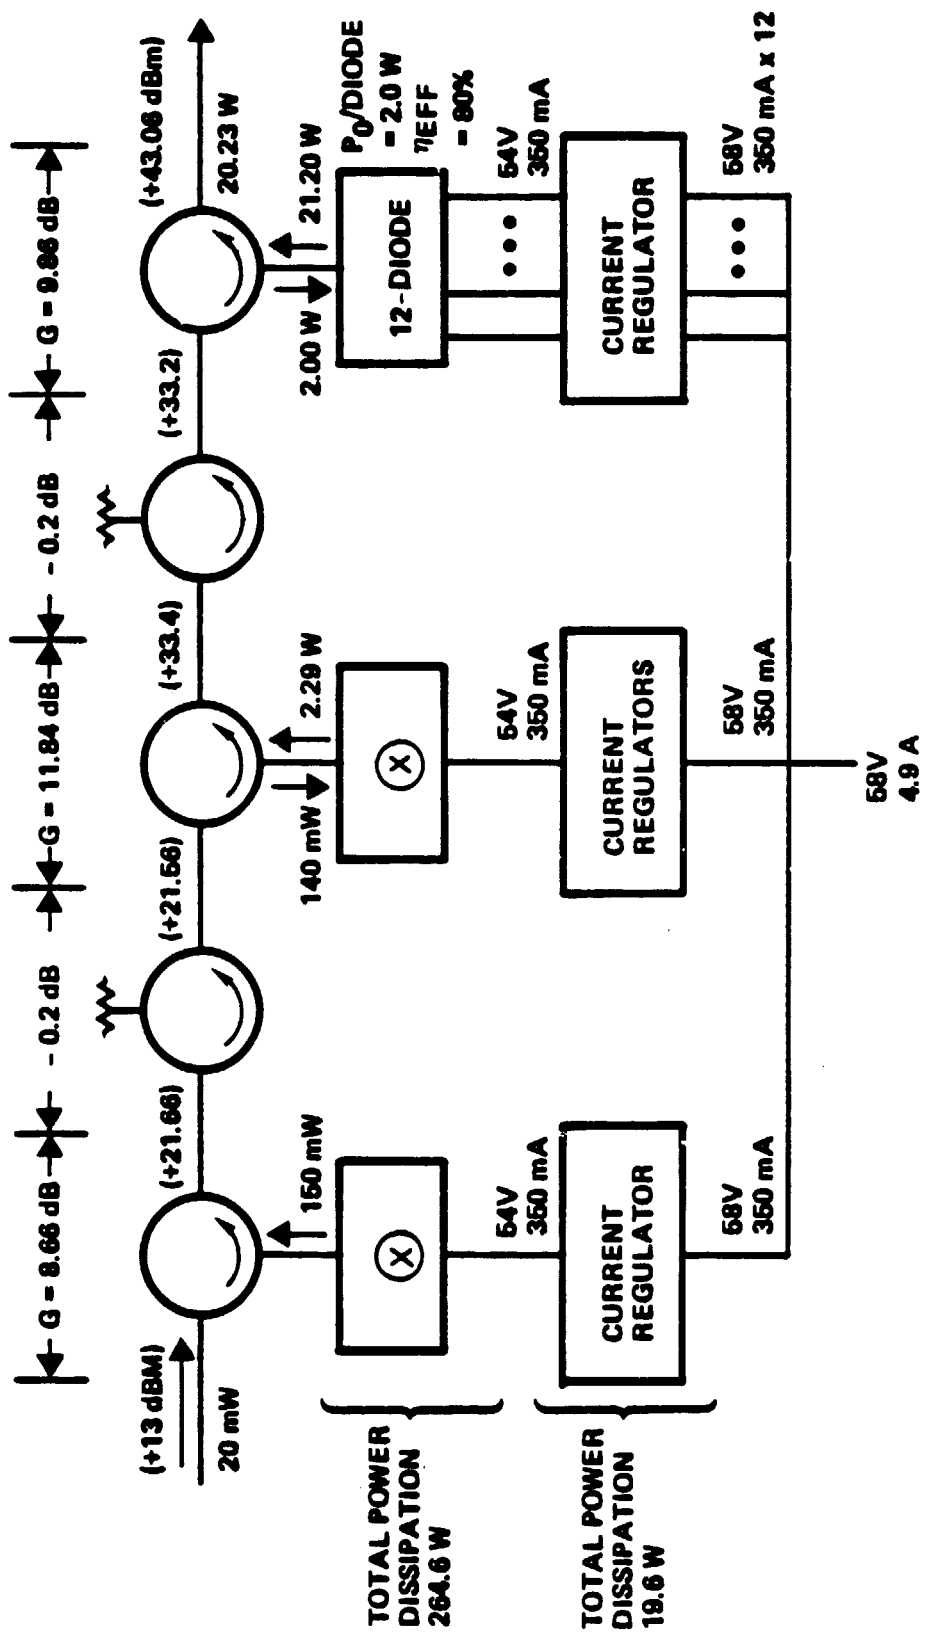 G = 8.66 dB
- 0.2 dB
G = 11.84 dB
- 0.2 dB
G = 9.86 dB
(+13 dBM)
(+21.66)
(+21.56)
(+33.4)
(+33.2)
(+43.06 dBm)
20 mW
20.23 W
150 mW
140 mW
2.29 W
2.00 W
21.20 W
TOTAL POWER
DISSIPATION
264.6 W
X
X
12-DIODE
P0/DIODE
= 2.0 W
ηEFF
= 80%
54V
350 mA
54V
350 mA
54V
350 mA
TOTAL POWER
DISSIPATION
19.6 W
CURRENT
REGULATOR
CURRENT
REGULATORS
CURRENT
REGULATOR
58V
350 mA
58V
350 mA
58V
350 mA x 12
58V
4.9 A